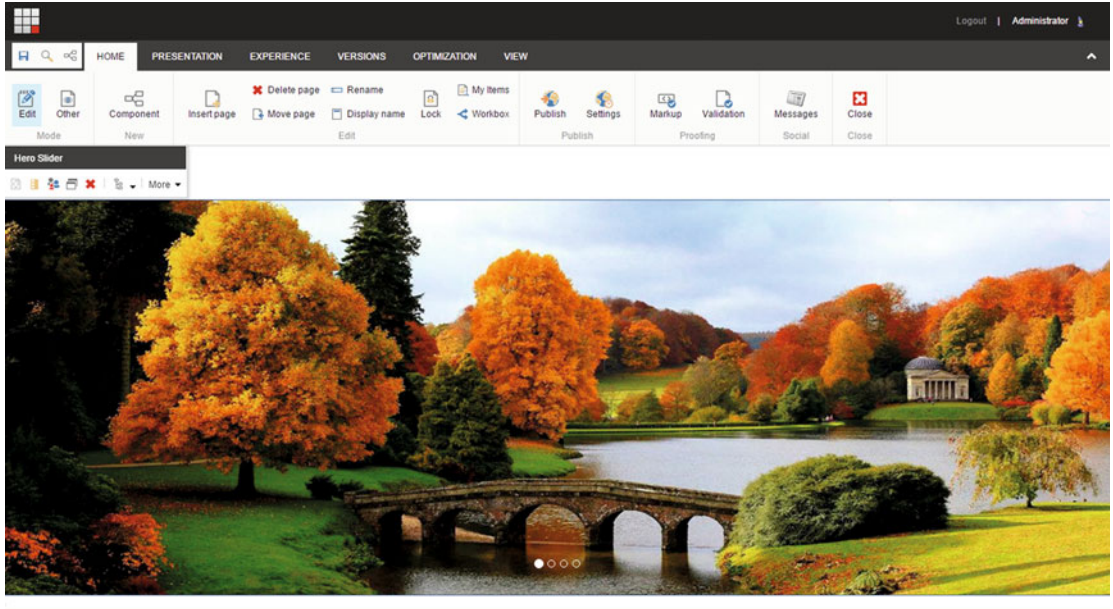 Logout | Administrator
HOME PRESENTATION EXPERIENCE VERSIONS OPTIMIZATION VIEW
Delete page Rename My Items
Edit Other Component Insert page Move page Display name Lock Workbox Publish Settings Markup Validation Messages Close
Mode New Edit Publish Proofing Social Close
Hero Slider
More